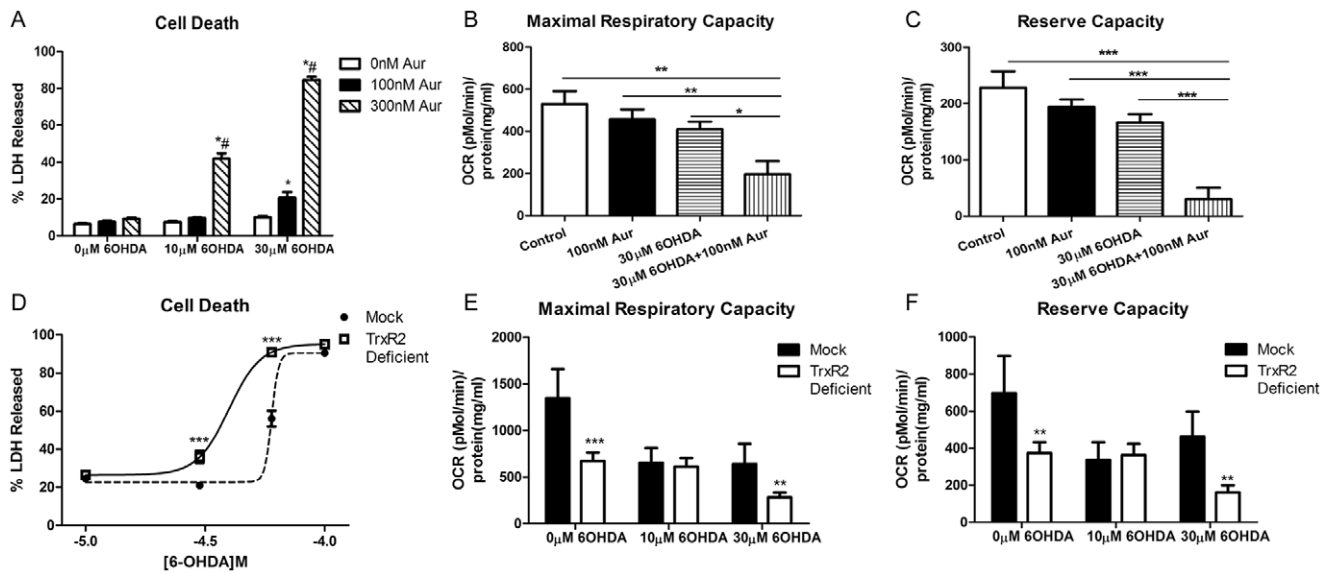 A
Cell Death
% LDH Released
100
80
60
40
20
0
0nM Aur
100nM Aur
300nM Aur
*#
*
*#
0μM 6OHDA
10μM 6OHDA
30μM 6OHDA
B
Maximal Respiratory Capacity
OCR (pMol/min)/
protein(mg/ml)
800
600
400
200
0
**
**
*
Control
100nM Aur
30μM 6OHDA
30μM 6OHDA+100nM Aur
C
Reserve Capacity
OCR (pMol/min)/
protein(mg/ml)
300
200
100
0
***
***
***
Control
100nM Aur
30μM 6OHDA
30μM 6OHDA+100nM Aur
D
Cell Death
% LDH Released
100
80
60
40
20
0
Mock
TrxR2
Deficient
***
***
-5.0
-4.5
-4.0
[6-OHDA]M
E
Maximal Respiratory Capacity
OCR (pMol/min)/
protein(mg/ml)
2000
1500
1000
500
0
Mock
TrxR2
Deficient
***
**
0μM 6OHDA
10μM 6OHDA
30μM 6OHDA
F
Reserve Capacity
OCR (pMol/min)/
protein(mg/ml)
1000
800
600
400
200
0
Mock
TrxR2
Deficient
**
**
0μM 6OHDA
10μM 6OHDA
30μM 6OHDA